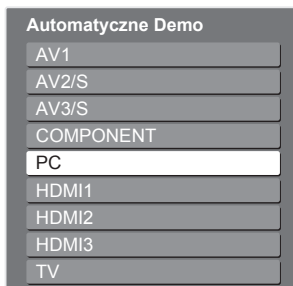 Automatyczne Demo
AV1
AV2/S
AV3/S
COMPONENT
PC
HDMI1
HDMI2
HDMI3
TV